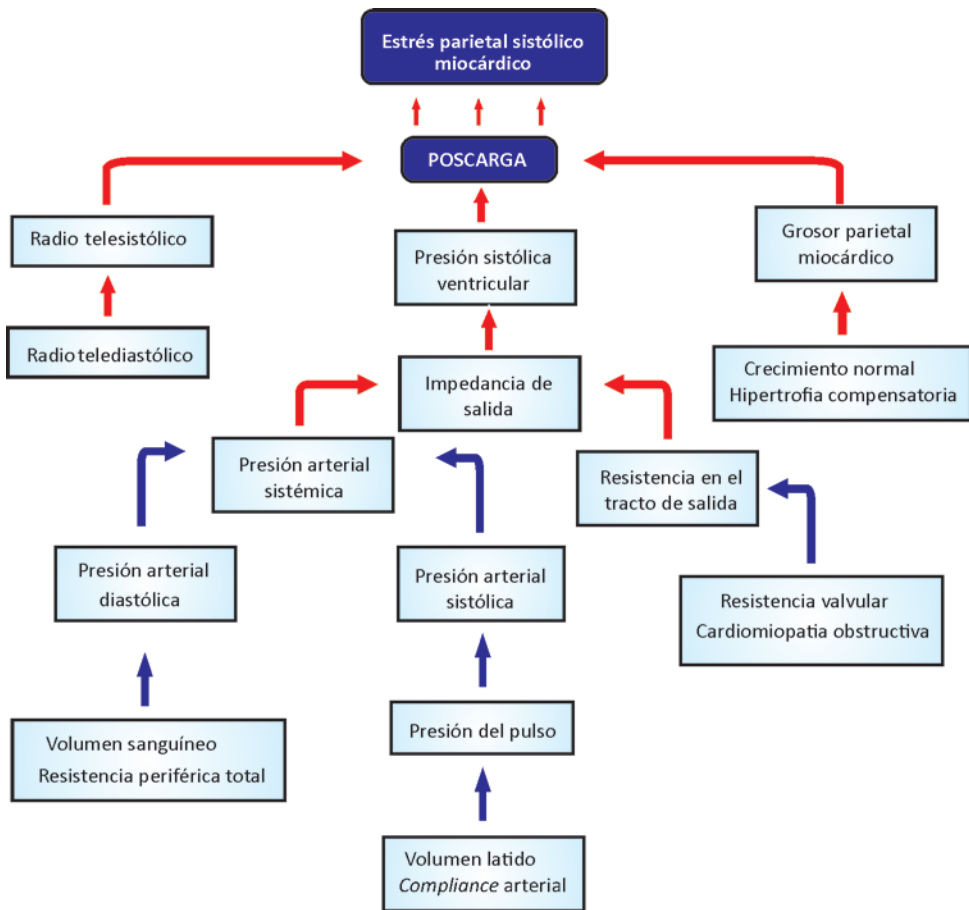 Estrés parietal sistólico
miocárdico
POSCARGA
Radio telesistólico
Presión sistólica
ventricular
Grosor parietal
miocárdico
Radio telediastólico
Impedancia de
salida
Crecimiento normal
Hipertrofia compensatoria
Presión arterial
sistémica
Resistencia en el
tracto de salida
Presión arterial
diastólica
Presión arterial
sistólica
Resistencia valvular
Cardiomiopatia obstructiva
Volumen sanguíneo
Resistencia periférica total
Presión del pulso
Volumen latido
Compliance arterial